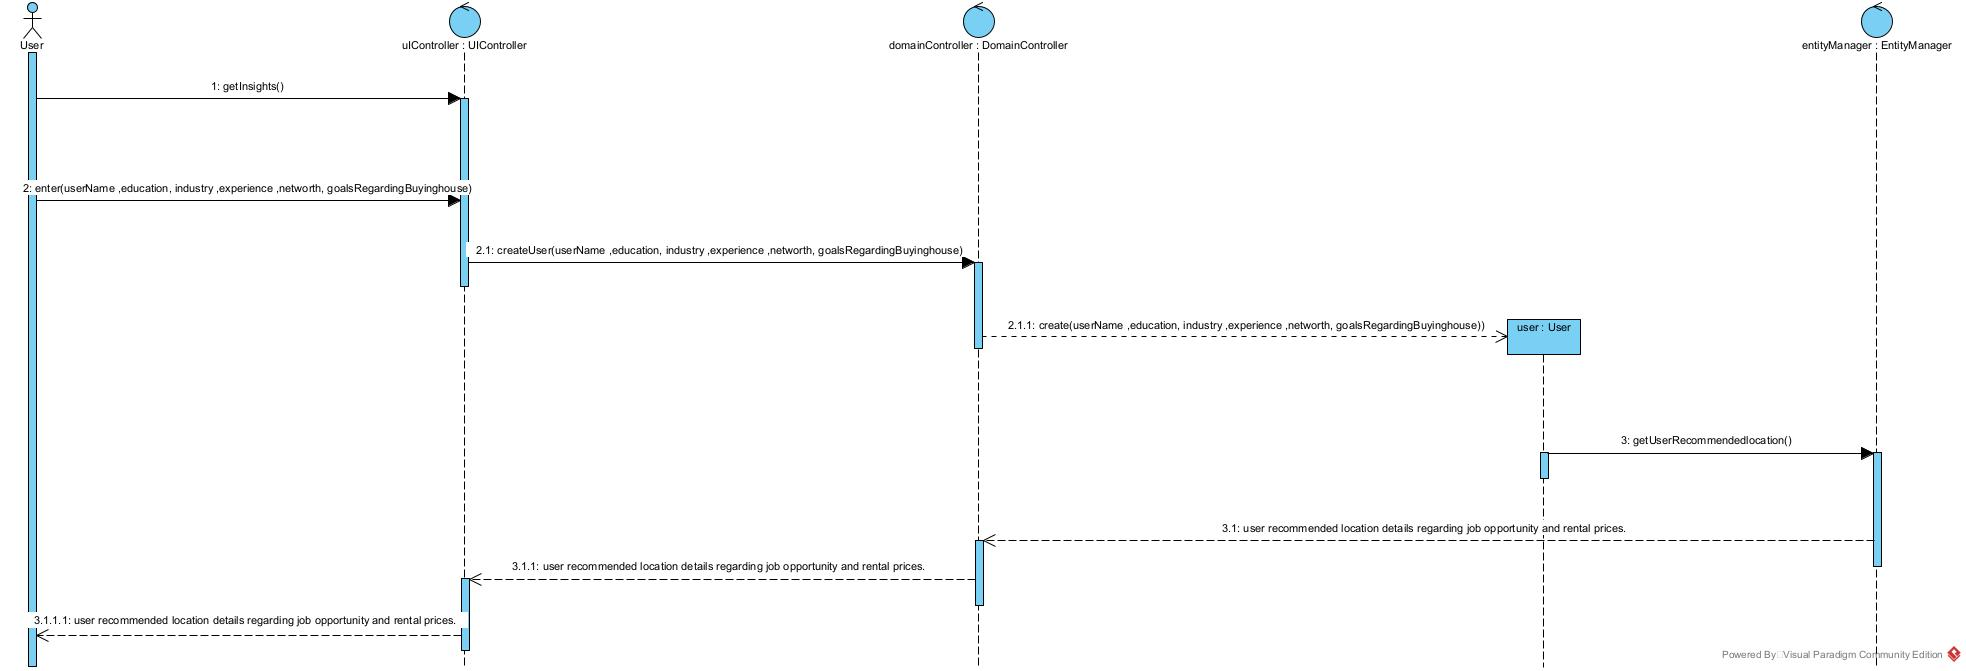 User
uIController : UIController
domainController : DomainController
entityManager : EntityManager
1: getInsights()
2: enter(userName ,education, industry ,experience ,networth, goalsRegardingBuyinghouse)
2.1: createUser(userName ,education, industry ,experience ,networth, goalsRegardingBuyinghouse)
2.1.1: create(userName ,education, industry ,experience ,networth, goalsRegardingBuyinghouse))
user : User
3: getUserRecommendedlocation()
3.1: user recommended location details regarding job opportunity and rental prices.
3.1.1: user recommended location details regarding job opportunity and rental prices.
3.1.1.1: user recommended location details regarding job opportunity and rental prices.
Powered By Visual Paradigm Community Edition